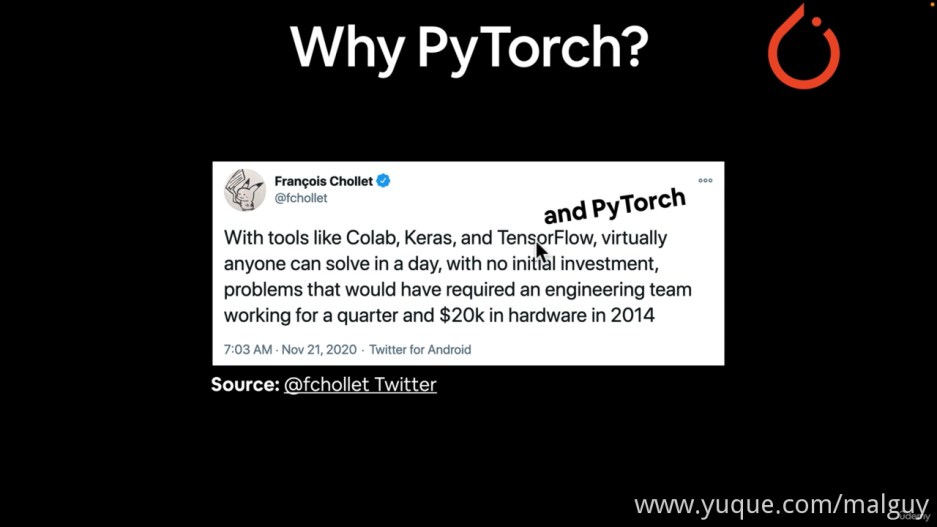 Why PyTorch?
François Chollet
@fchollet
and PyTorch
With tools like Colab, Keras, and TensorFlow, virtually
anyone can solve in a day, with no initial investment,
problems that would have required an engineering team
working for a quarter and $20k in hardware in 2014
7:03 AM · Nov 21, 2020 · Twitter for Android
Source: @fchollet Twitter
www.yuque.com/malguy
Udemy